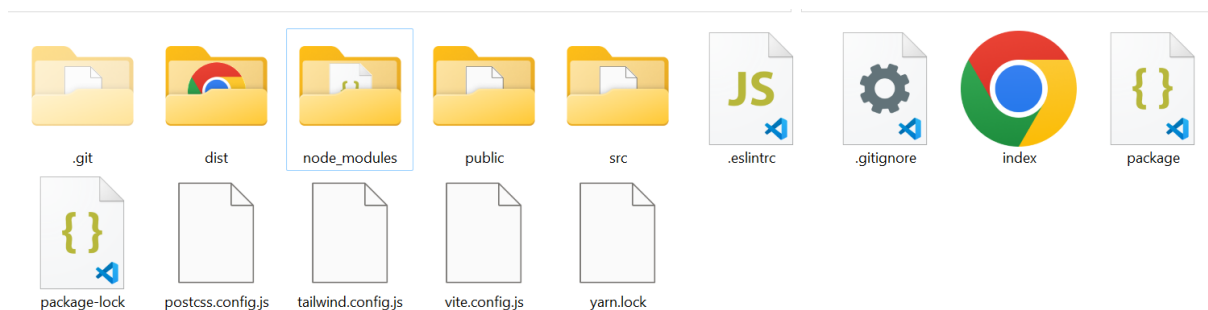 .git
dist
node_modules
public
src
JS
.eslintrc
.gitignore
index
{ }
package
{ }
package-lock
postcss.config.js
tailwind.config.js
vite.config.js
yarn.lock